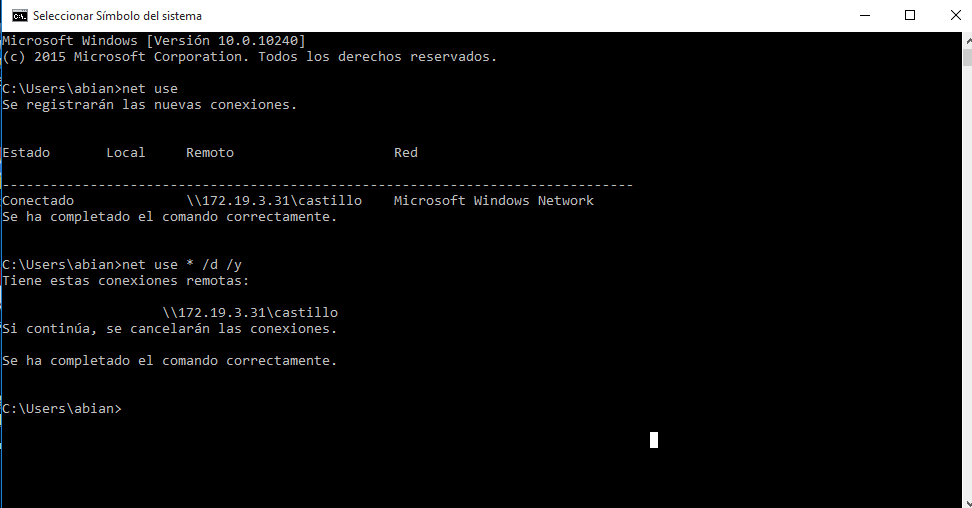 Seleccionar Símbolo del sistema
Microsoft Windows [Versión 10.0.10240]
(c) 2015 Microsoft Corporation. Todos los derechos reservados.
C:\Users\abian>net use
Se registrarán las nuevas conexiones.
Estado       Local     Remoto                    Red
-------------------------------------------------------------------------------
Conectado              \\172.19.3.31\castillo    Microsoft Windows Network
Se ha completado el comando correctamente.
C:\Users\abian>net use * /d /y
Tiene estas conexiones remotas:
                    \\172.19.3.31\castillo
Si continúa, se cancelarán las conexiones.
Se ha completado el comando correctamente.
C:\Users\abian>